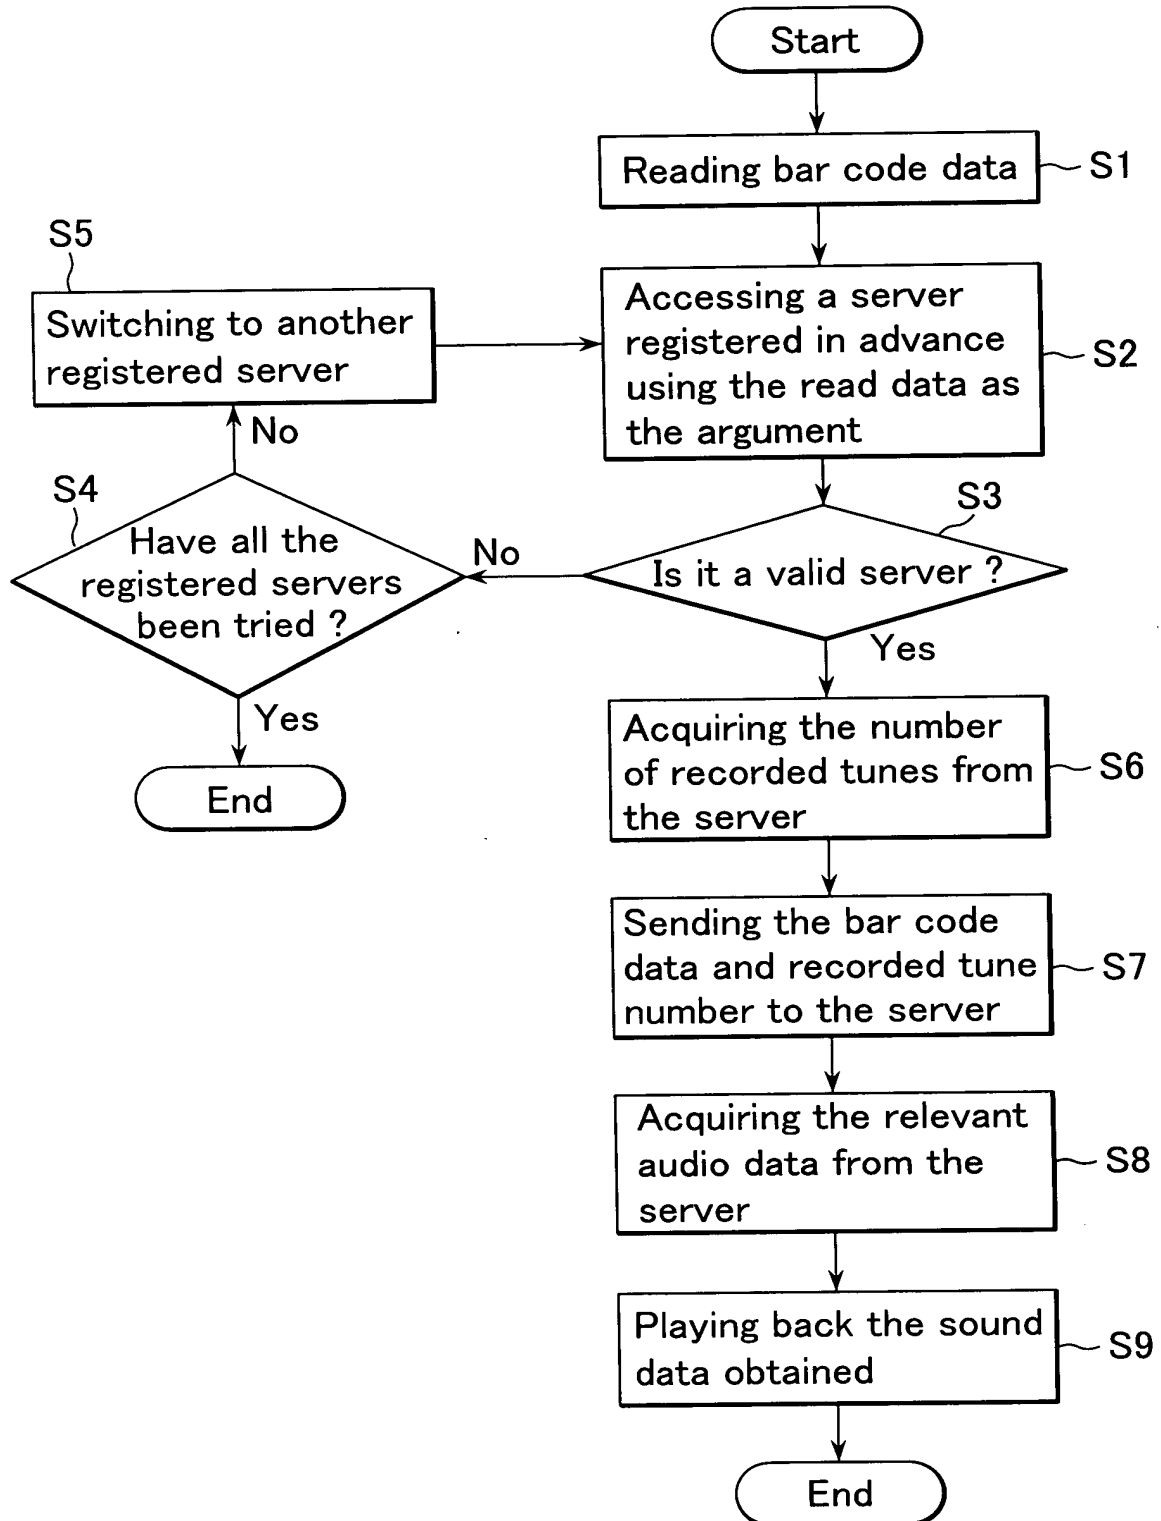 Start
Reading bar code data
S1
S5
Switching to another
registered server
Accessing a server
registered in advance
using the read data as
the argument
S2
No
S4
Have all the
registered servers
been tried ?
No
S3
Is it a valid server ?
Yes
Yes
End
Acquiring the number
of recorded tunes from
the server
S6
Sending the bar code
data and recorded tune
number to the server
S7
Acquiring the relevant
audio data from the
server
S8
Playing back the sound
data obtained
S9
End